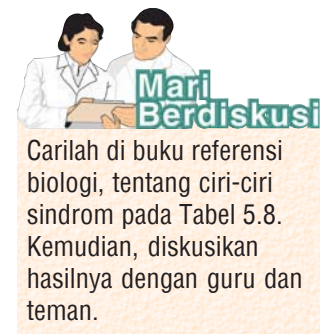 Mari
Berdiskusi
Carilah di buku referensi
biologi, tentang ciri-ciri
sindrom pada Tabel 5.8.
Kemudian, diskusikan
hasilnya dengan guru dan
teman.